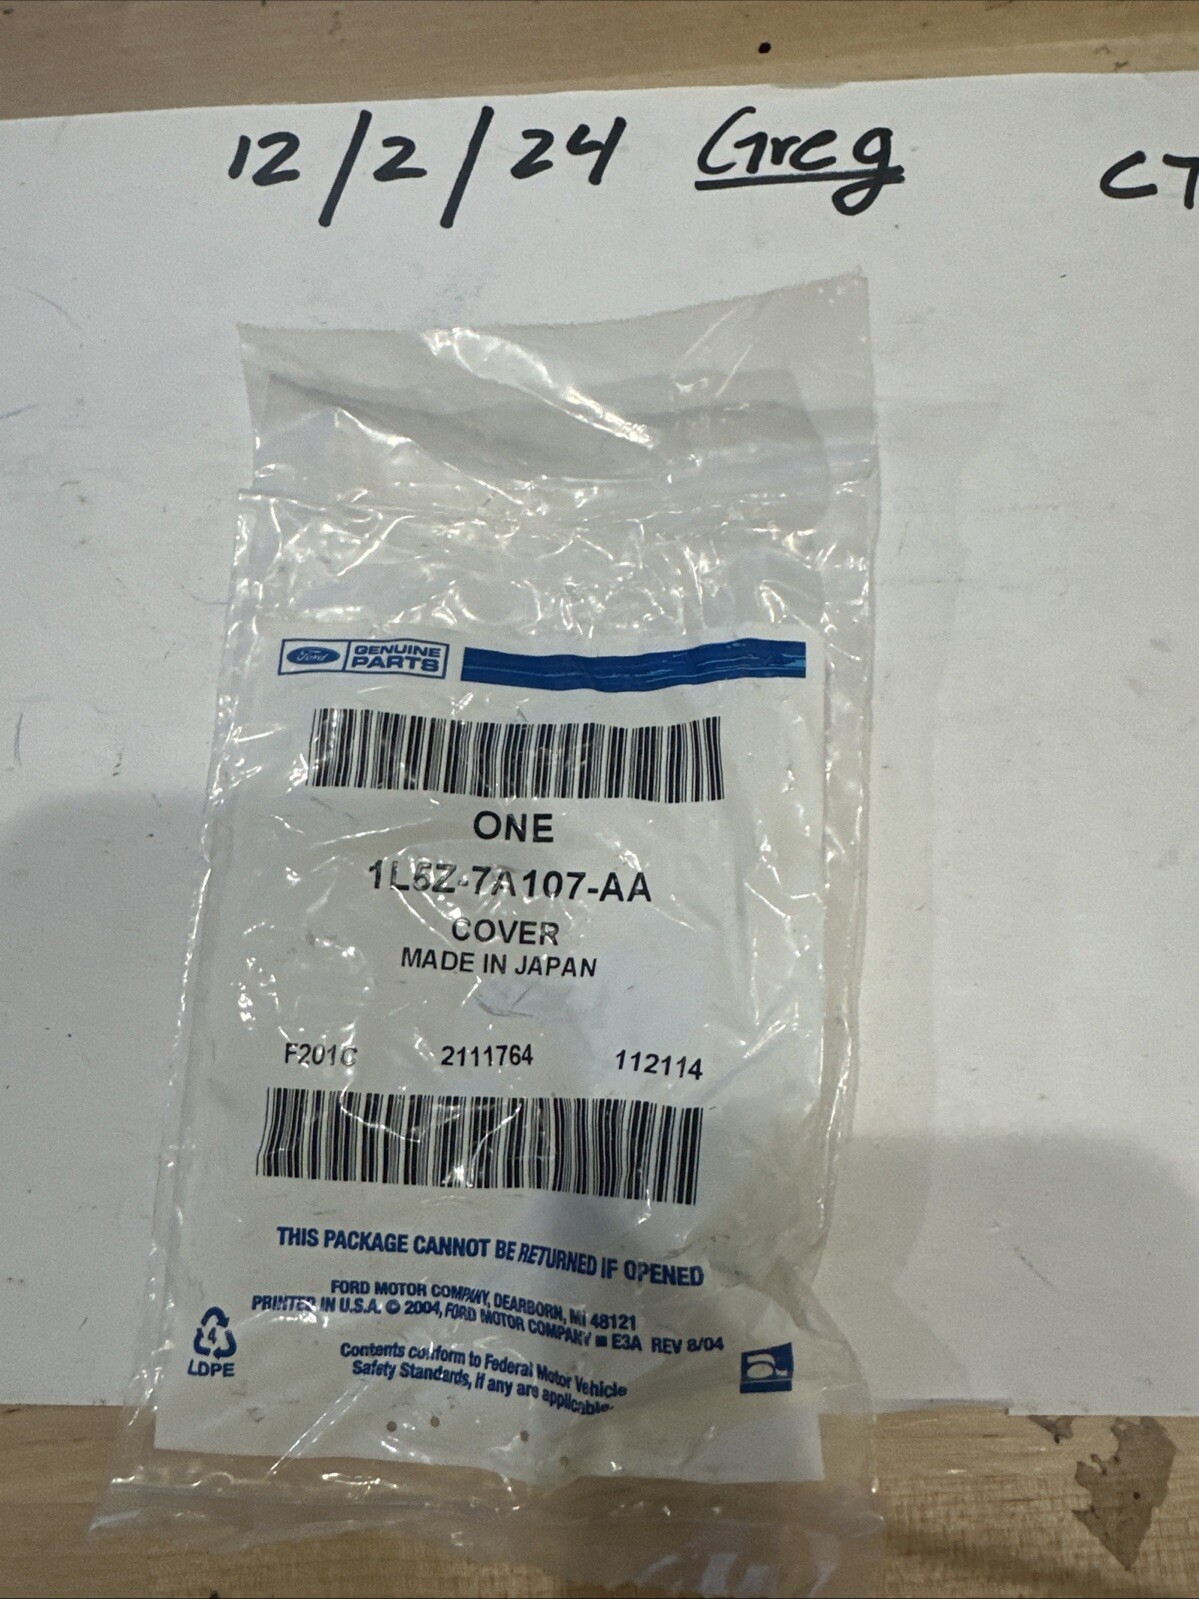 12/2/24 Greg CT
Ford GENUINE
PARTS
ONE
1L5Z-7A107-AA
COVER
MADE IN JAPAN
F201C 2111764 112114
THIS PACKAGE CANNOT BE RETURNED IF OPENED
FORD MOTOR COMPANY, DEARBORN, MI 48121
PRINTED IN U.S.A. © 2004, FORD MOTOR COMPANY ■ E3A REV 8/04
4
LDPE
Contents conform to Federal Motor Vehicle
Safety Standards, if any are applicable.